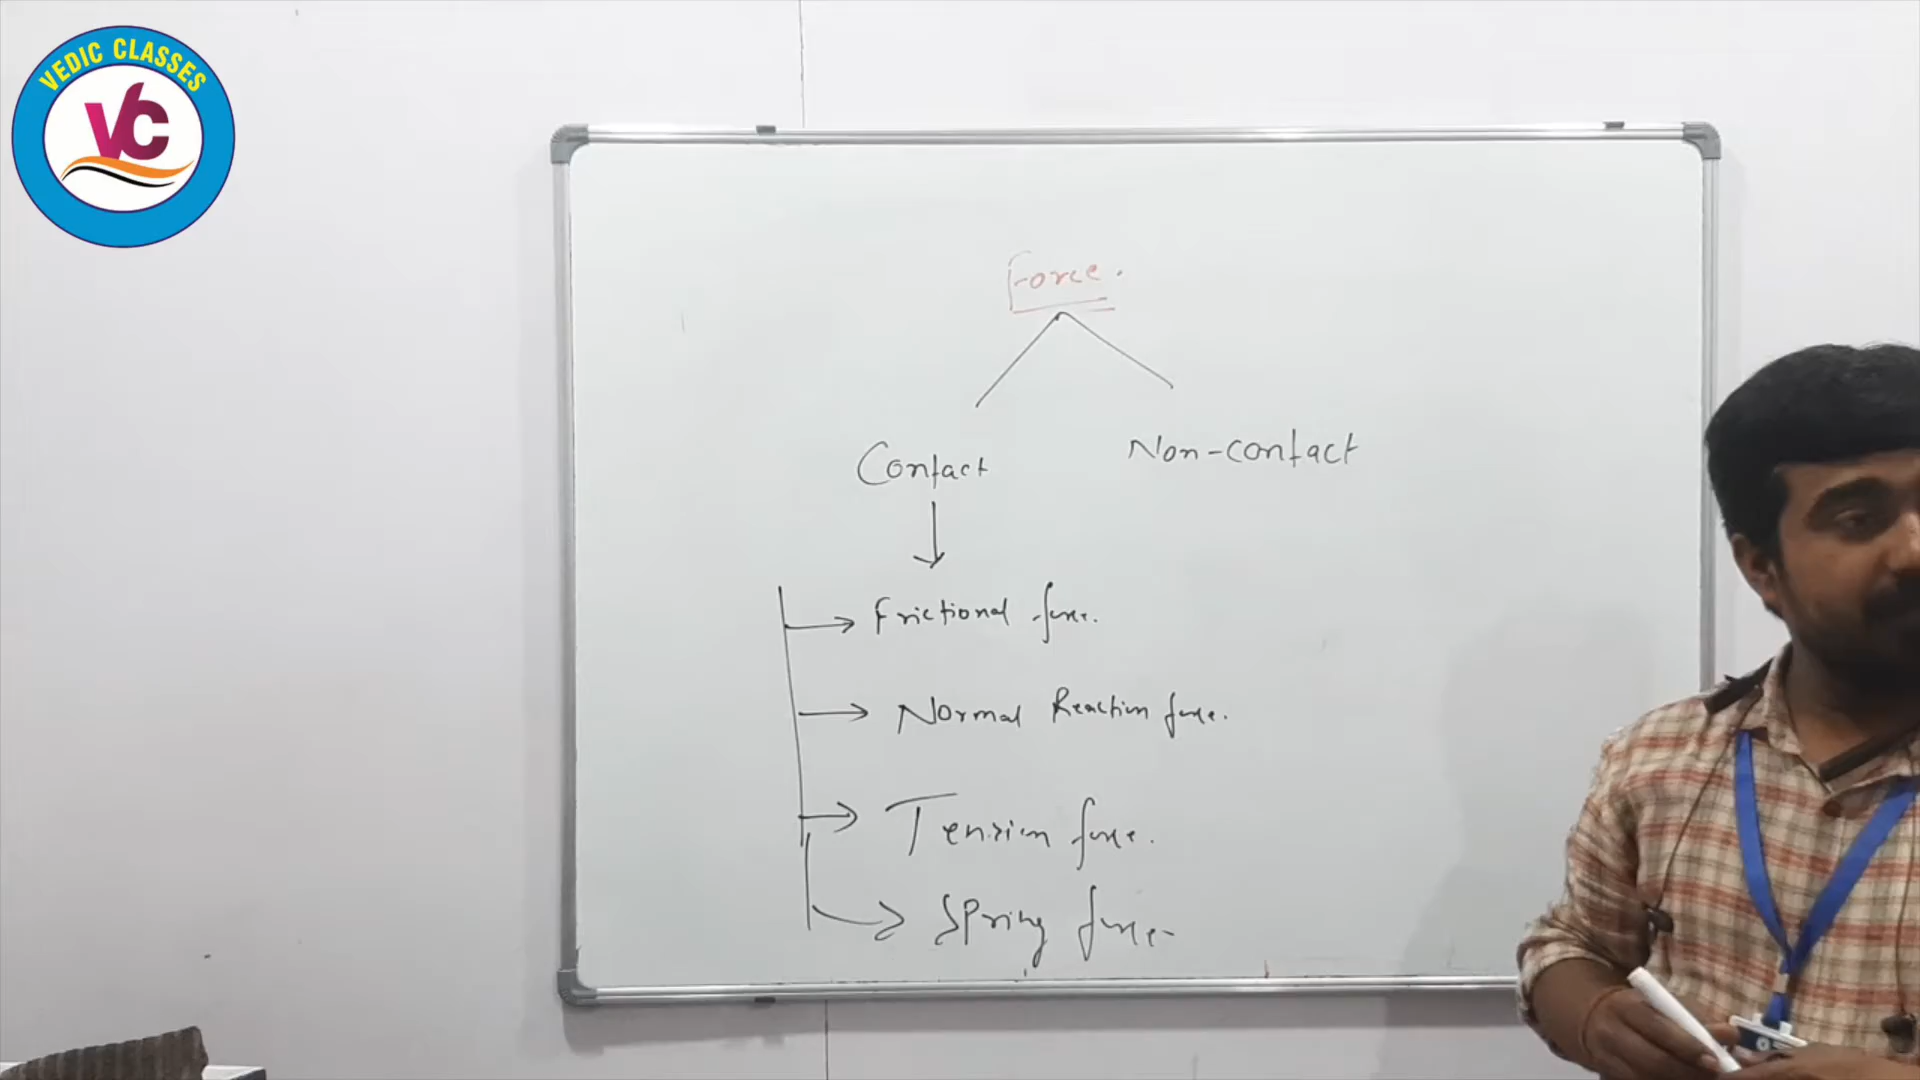 VEDIC CLASSES
VC
Force.
Contact
Non-contact
Frictional force.
Normal Reaction force.
Tension force.
Spring force